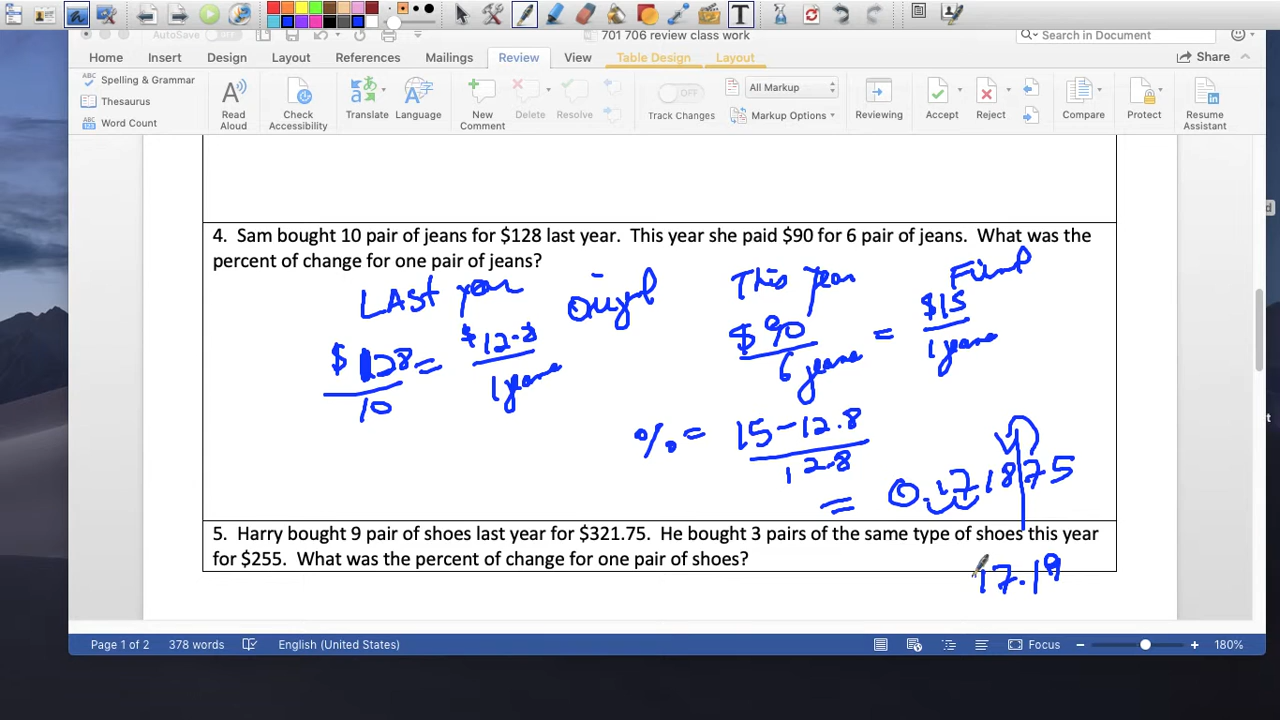 AutoSave OFF
701 706 review class work
Search in Document
Home Insert Design Layout References Mailings Review View Table Design Layout
Share
ABC Spelling & Grammar
Thesaurus
ABC 123 Word Count
Read Aloud
Check Accessibility
Translate
Language
New Comment
Delete
Resolve
OFF
Track Changes
All Markup
Markup Options
Reviewing
Accept
Reject
Compare
Protect
Resume Assistant
4. Sam bought 10 pair of jeans for $128 last year. This year she paid $90 for 6 pair of jeans. What was the
percent of change for one pair of jeans?
LAst year
This year
Final
$128/10 = $12.8/1 jeans
$90/6 jeans = $15/1 jeans
% = 15-12.8/12.8
= 0.171875
5. Harry bought 9 pair of shoes last year for $321.75. He bought 3 pairs of the same type of shoes this year
for $255. What was the percent of change for one pair of shoes?
17.19
Page 1 of 2 378 words English (United States) Focus 180%